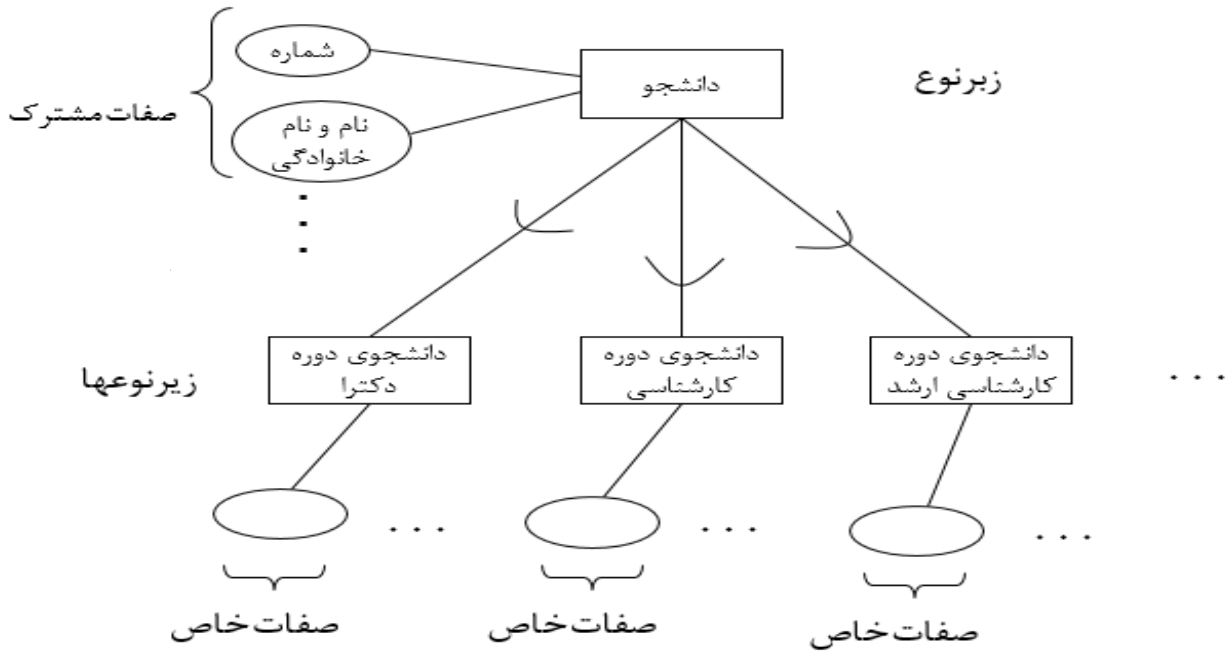 شماره
دانشجو
زبرنوع
صفات مشترک
نام و نام
خانوادگی
دانشجوی دوره
کارشناسی ارشد
دانشجوی دوره
کارشناسی
دانشجوی دوره
دکترا
زیرنوعها
...
...
...
...
صفات خاص
صفات خاص
صفات خاص